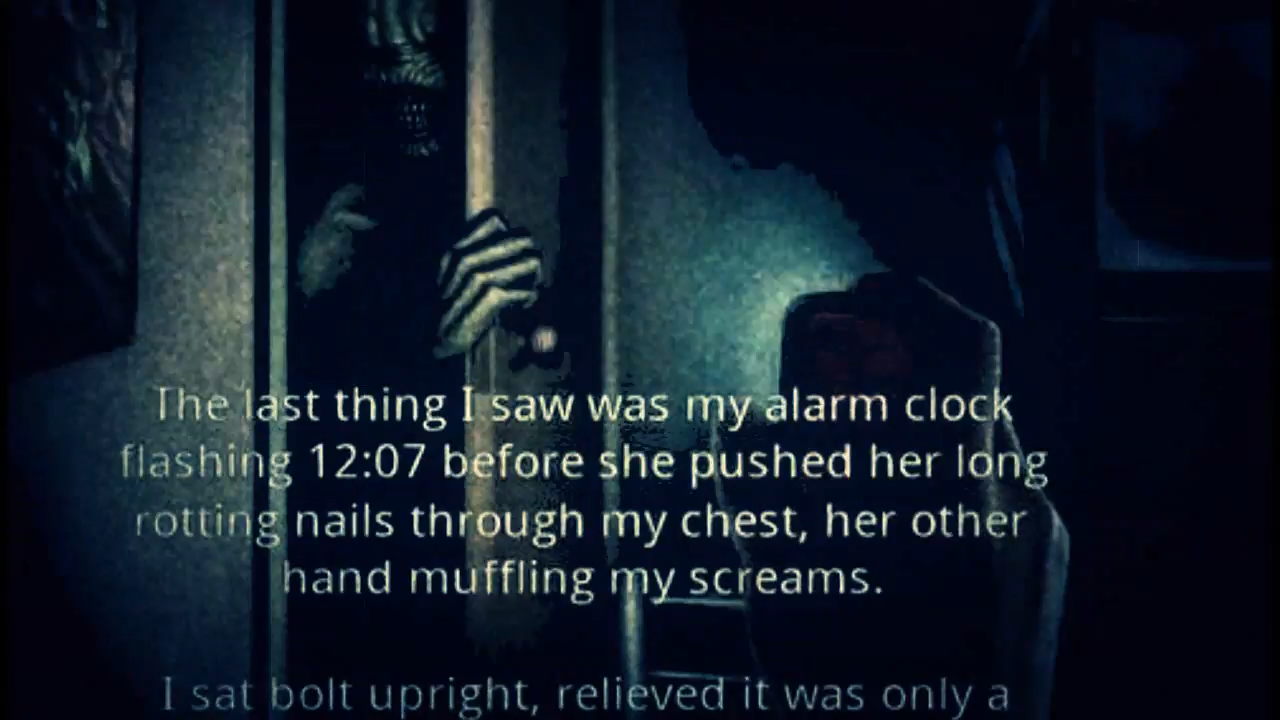 The last thing I saw was my alarm clock
flashing 12:07 before she pushed her long
rotting nails through my chest, her other
hand muffling my screams.
I sat bolt upright, relieved it was only a